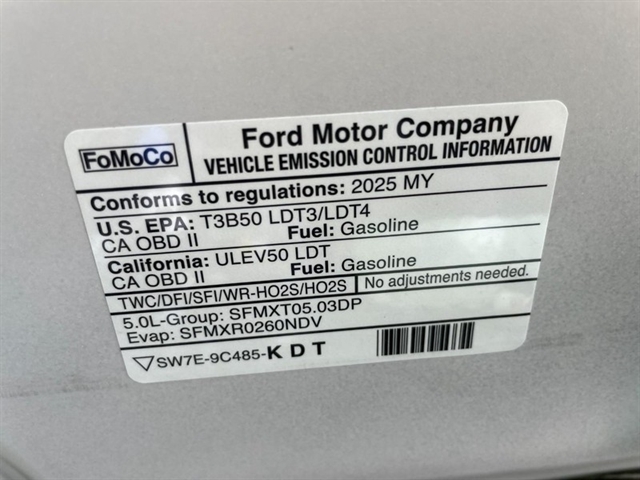 FoMoCo
Ford Motor Company
VEHICLE EMISSION CONTROL INFORMATION
Conforms to regulations: 2025 MY
U.S. EPA: T3B50 LDT3/LDT4
CA OBD II Fuel: Gasoline
California: ULEV50 LDT
CA OBD II Fuel: Gasoline
TWC/DFI/SFI/WR-HO2S/HO2S No adjustments needed.
5.0L-Group: SFMXT05.03DP
Evap: SFMXR0260NDV
SW7E-9C485-K D T